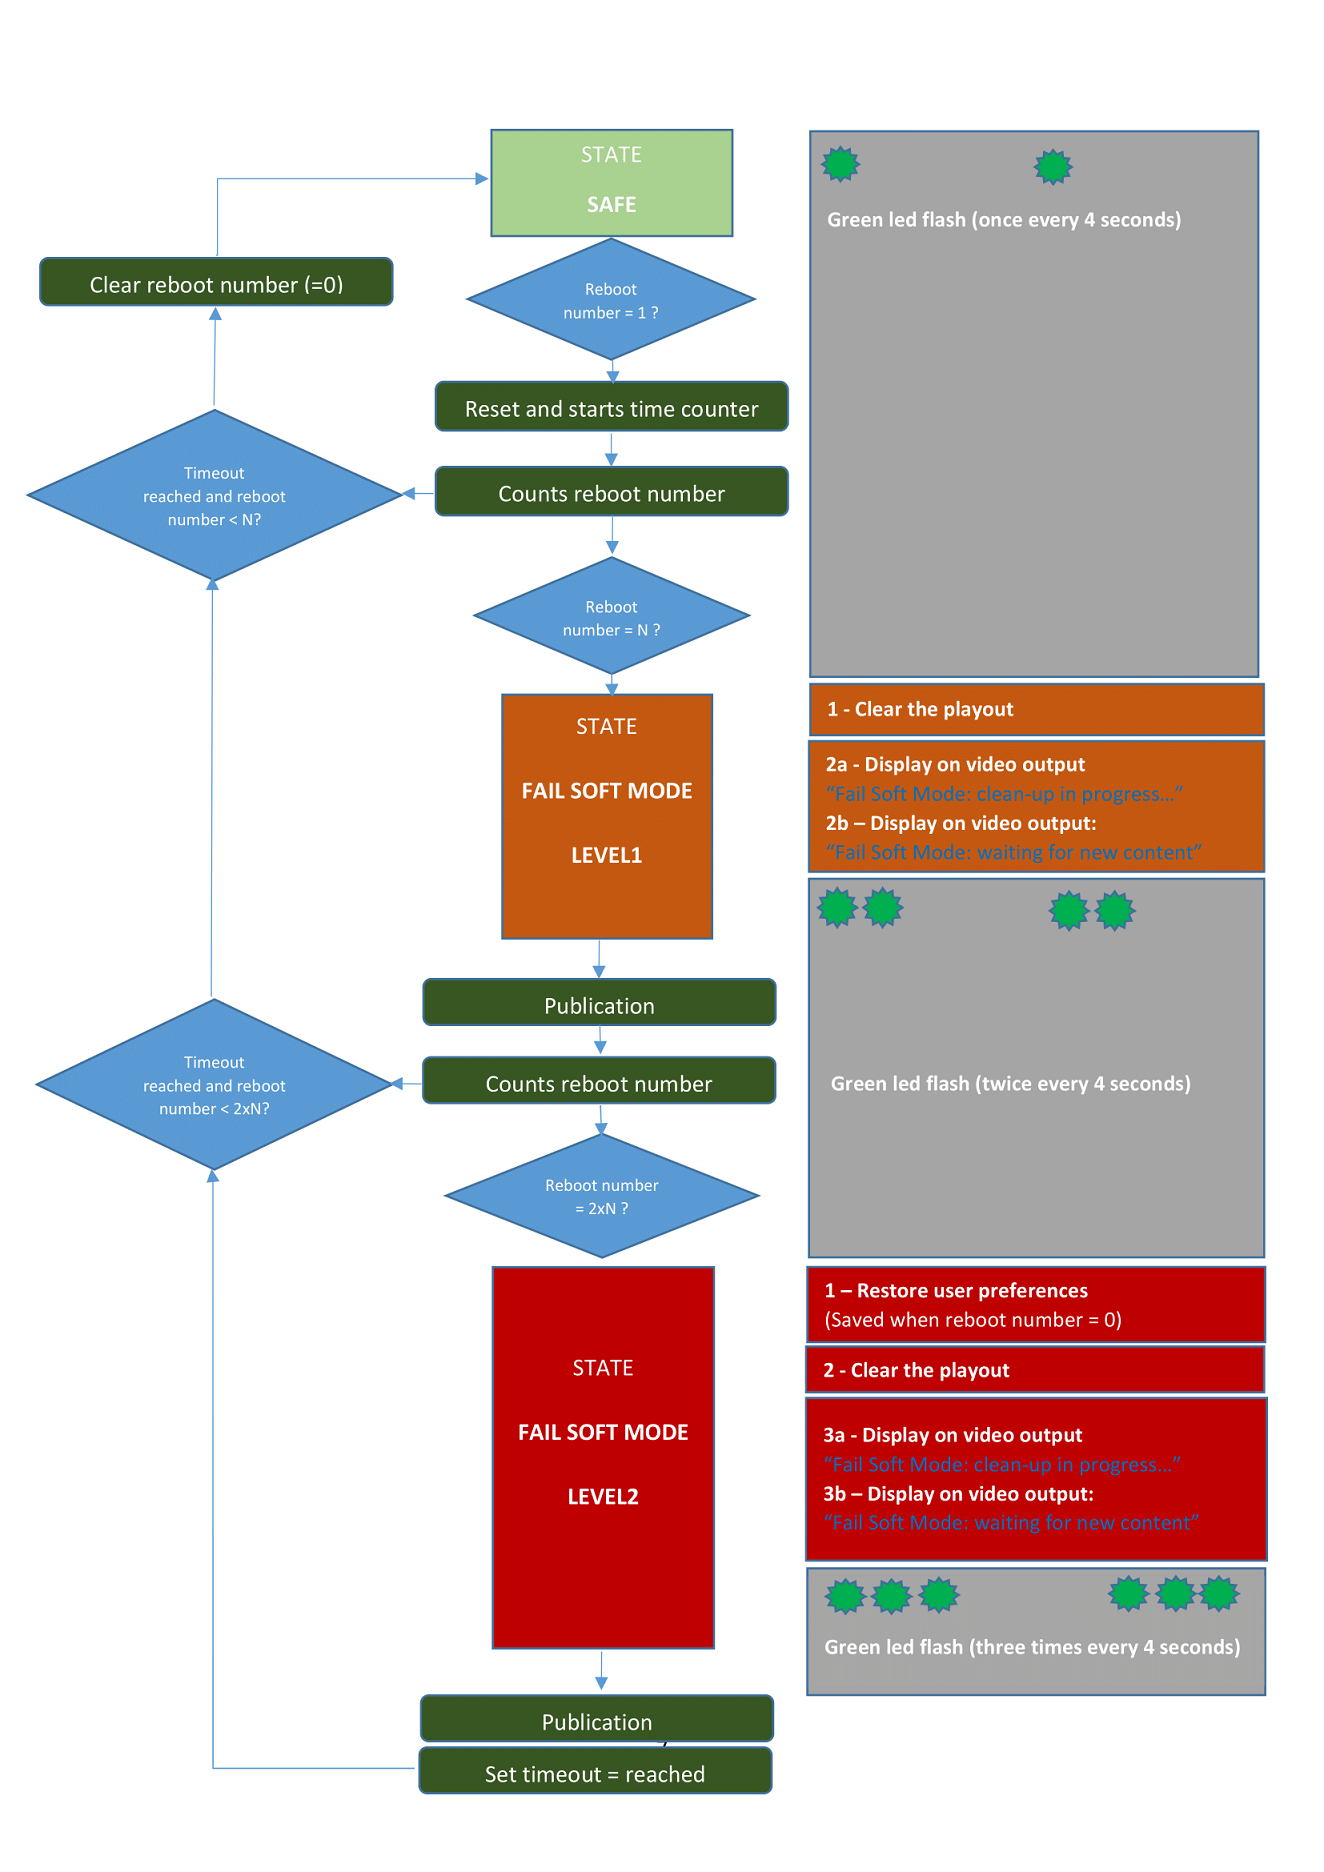 STATE
SAFE
Green led flash (once every 4 seconds)
Clear reboot number (=0)
Reboot
number = 1 ?
Reset and starts time counter
Timeout
reached and reboot
number < N?
Counts reboot number
Reboot
number = N ?
STATE
FAIL SOFT MODE
LEVEL1
1 - Clear the playout
2a - Display on video output
“Fail Soft Mode: clean-up in progress…”
2b – Display on video output:
“Fail Soft Mode: waiting for new content”
Publication
Counts reboot number
Timeout
reached and reboot
number < 2xN?
Green led flash (twice every 4 seconds)
Reboot number
= 2xN ?
STATE
FAIL SOFT MODE
LEVEL2
1 – Restore user preferences
(Saved when reboot number = 0)
2 - Clear the playout
3a - Display on video output
“Fail Soft Mode: clean-up in progress…”
3b – Display on video output:
“Fail Soft Mode: waiting for new content”
Green led flash (three times every 4 seconds)
Publication
Set timeout = reached